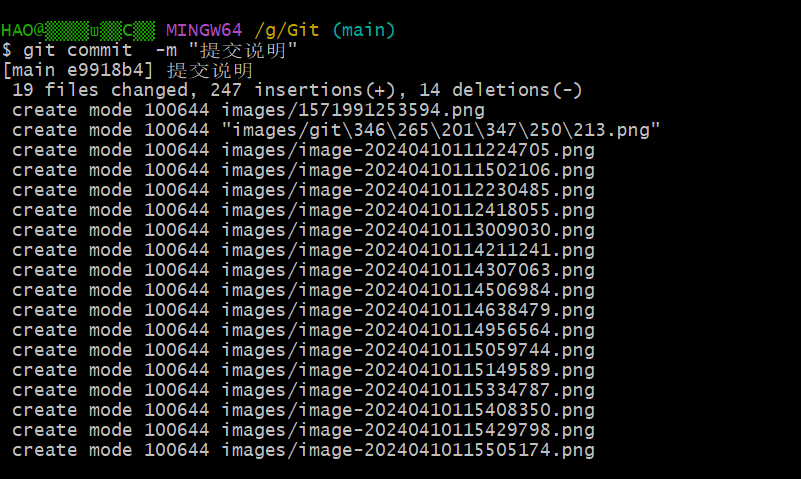 HAO@▒▒▒▒ɯ▒▒C▒▒ MINGW64 /g/Git (main)
$ git commit  -m "提交说明"
[main e9918b4] 提交说明
 19 files changed, 247 insertions(+), 14 deletions(-)
 create mode 100644 images/1571991253594.png
 create mode 100644 "images/git\346\265\201\347\250\213.png"
 create mode 100644 images/image-20240410111224705.png
 create mode 100644 images/image-20240410111502106.png
 create mode 100644 images/image-20240410112230485.png
 create mode 100644 images/image-20240410112418055.png
 create mode 100644 images/image-20240410113009030.png
 create mode 100644 images/image-20240410114211241.png
 create mode 100644 images/image-20240410114307063.png
 create mode 100644 images/image-20240410114506984.png
 create mode 100644 images/image-20240410114638479.png
 create mode 100644 images/image-20240410114956564.png
 create mode 100644 images/image-20240410115059744.png
 create mode 100644 images/image-20240410115149589.png
 create mode 100644 images/image-20240410115334787.png
 create mode 100644 images/image-20240410115408350.png
 create mode 100644 images/image-20240410115429798.png
 create mode 100644 images/image-20240410115505174.png